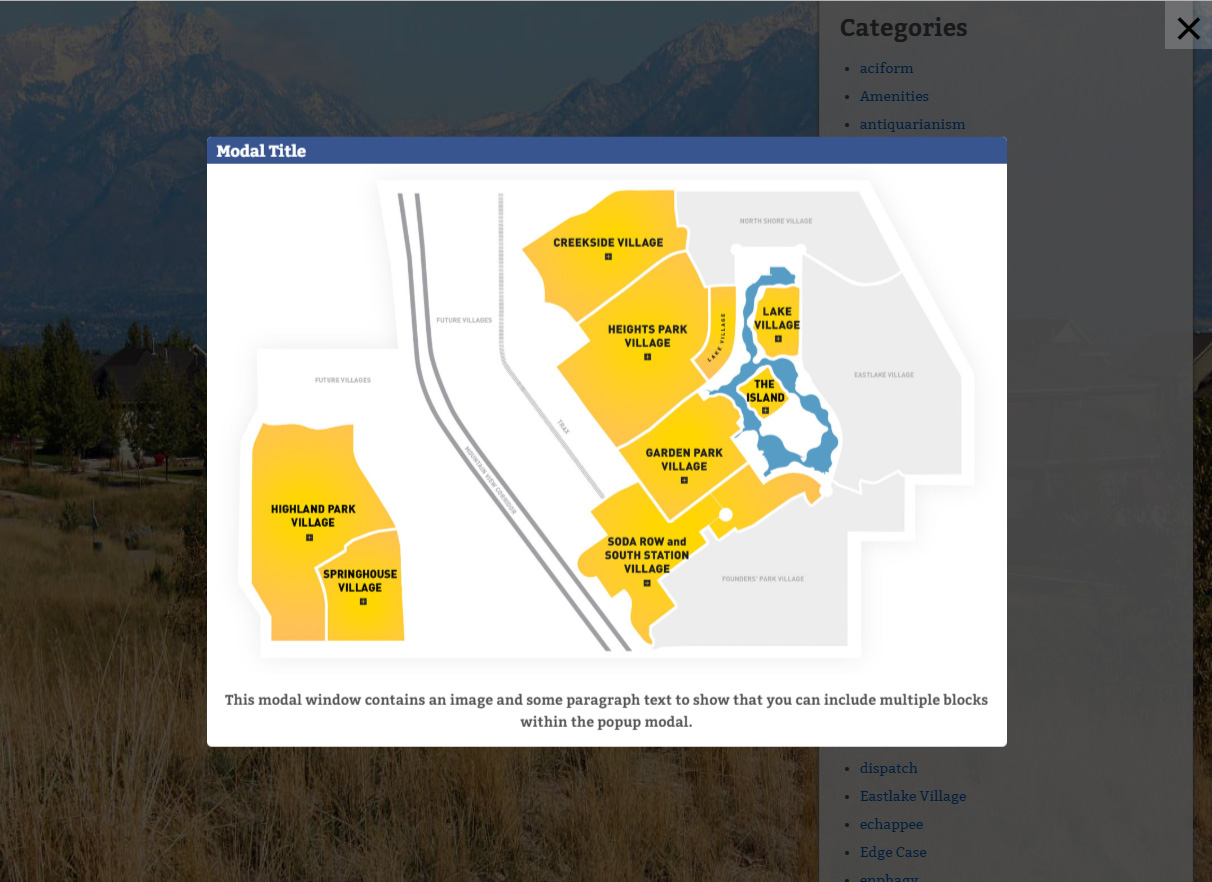 Categories
aciform
Amenities
antiquarianism
Modal Title
NORTH SHORE VILLAGE
CREEKSIDE VILLAGE
LAKE
VILLAGE
FUTURE VILLAGES
HEIGHTS PARK
VILLAGE
LAKE VILLAGE
FUTURE VILLAGES
EASTLAKE VILLAGE
THE
ISLAND
TRAX
GARDEN PARK
VILLAGE
MOUNTAIN VIEW CORRIDOR
HIGHLAND PARK
VILLAGE
SODA ROW and
SOUTH STATION
VILLAGE
SPRINGHOUSE
VILLAGE
FOUNDERS' PARK VILLAGE
This modal window contains an image and some paragraph text to show that you can include multiple blocks
within the popup modal.
dispatch
Eastlake Village
echappee
Edge Case
enphagy